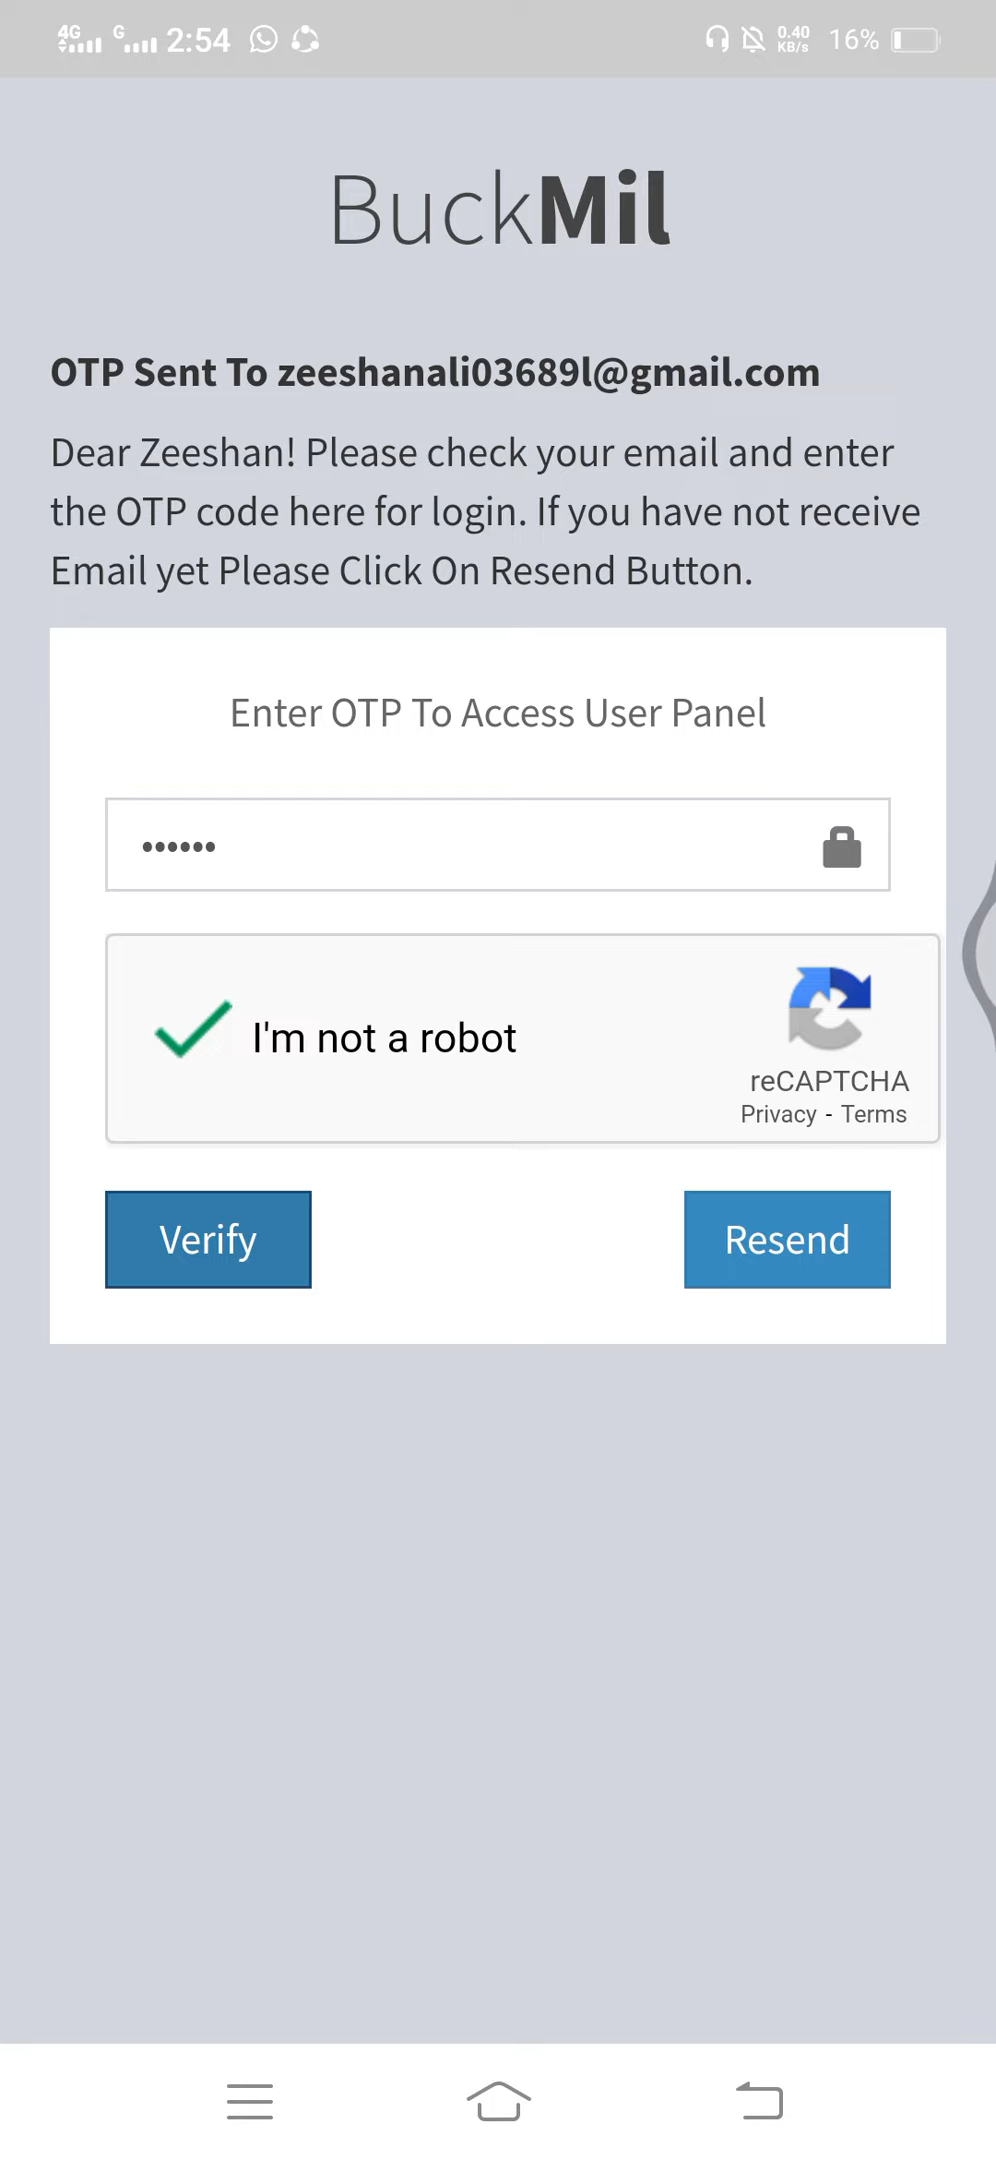 4G G 2:54 0.40 KB/s 16%
BuckMil
OTP Sent To zeeshanali03689l@gmail.com
Dear Zeeshan! Please check your email and enter
the OTP code here for login. If you have not receive
Email yet Please Click On Resend Button.
Enter OTP To Access User Panel
••••••
I'm not a robot
reCAPTCHA
Privacy - Terms
Verify
Resend